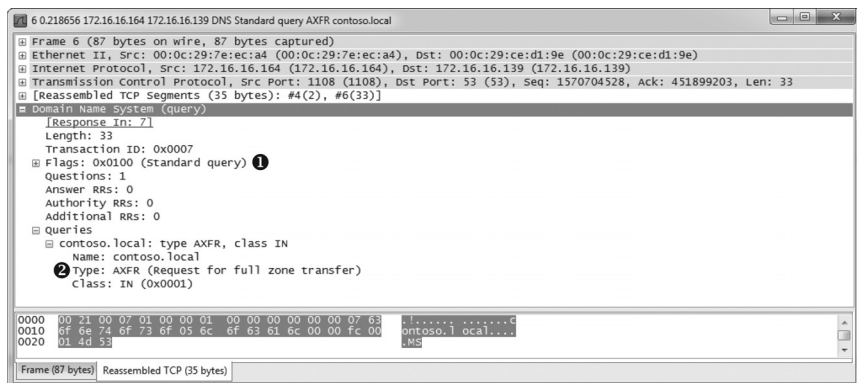 6 0.218656 172.16.16.164 172.16.16.139 DNS Standard query AXFR contoso.local
Frame 6 (87 bytes on wire, 87 bytes captured)
Ethernet II, Src: 00:0c:29:7e:ec:a4 (00:0c:29:7e:ec:a4), Dst: 00:0c:29:ce:d1:9e (00:0c:29:ce:d1:9e)
Internet Protocol, Src: 172.16.16.164 (172.16.16.164), Dst: 172.16.16.139 (172.16.16.139)
Transmission Control Protocol, Src Port: 1108 (1108), Dst Port: 53 (53), Seq: 1570704528, Ack: 451899203, Len: 33
[Reassembled TCP Segments (35 bytes): #4(2), #6(33)]
Domain Name System (query)
[Response In: 7]
Length: 33
Transaction ID: 0x0007
Flags: 0x0100 (Standard query) ❶
Questions: 1
Answer RRs: 0
Authority RRs: 0
Additional RRs: 0
Queries
contoso.local: type AXFR, class IN
Name: contoso.local
❷ Type: AXFR (Request for full zone transfer)
Class: IN (0x0001)
0000 00 21 00 07 01 00 00 01 00 00 00 00 00 00 07 63 .!...... .......c
0010 6f 6e 74 6f 73 6f 05 6c 6f 63 61 6c 00 00 fc 00 ontoso.l ocal....
0020 01 4d 53 .MS
Frame (87 bytes) Reassembled TCP (35 bytes)